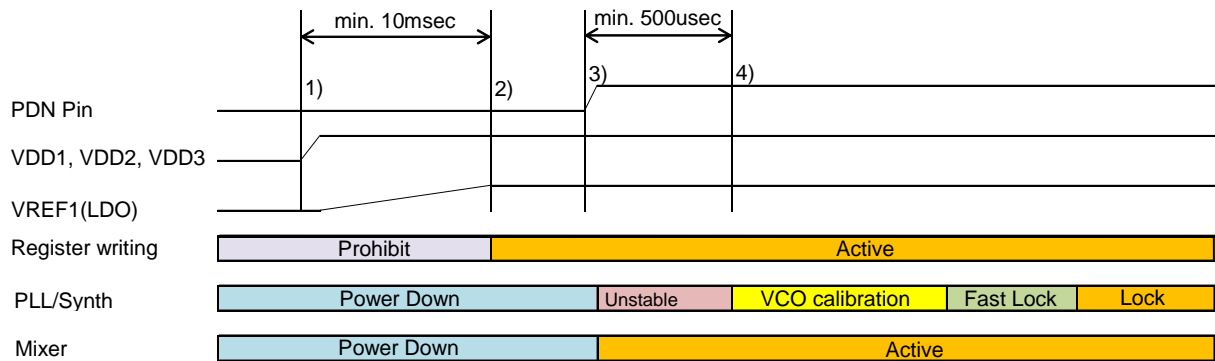 min. 10msec
min. 500usec
1)
2)
3)
4)
PDN Pin
VDD1, VDD2, VDD3
VREF1(LDO)
Register writing
Prohibit
Active
PLL/Synth
Power Down
Unstable
VCO calibration
Fast Lock
Lock
Mixer
Power Down
Active